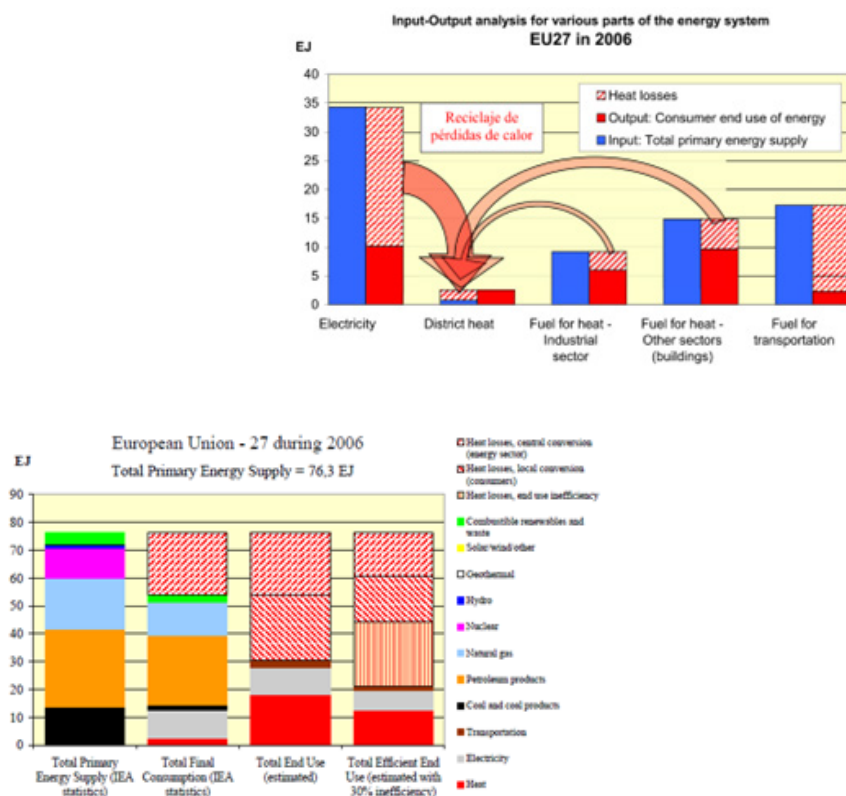 Input-Output analysis for various parts of the energy system
EU27 in 2006
EJ
40
35
30
25
20
15
10
5
0
Reciclaje de
pérdidas de calor
Heat losses
Output: Consumer end use of energy
Input: Total primary energy supply
Electricity
District heat
Fuel for heat -
Industrial
sector
Fuel for heat -
Other sectors
(buildings)
Fuel for
transportation
European Union - 27 during 2006
EJ
Total Primary Energy Supply = 76,3 EJ
90
80
70
60
50
40
30
20
10
0
Total Primary
Energy Supply (IEA
statistics)
Total Final
Consumption (IEA
statistics)
Total End Use
(estimated)
Total Efficient End
Use (estimated with
30% inefficiency)
Heat losses, central conversion
(energy sector)
Heat losses, local conversion
(consumers)
Heat losses, end use inefficiency
Combustible renewables and
waste
Solar/wind/other
Geothermal
Hydro
Nuclear
Natural gas
Petroleum products
Coal and coal products
Transportation
Electricity
Heat